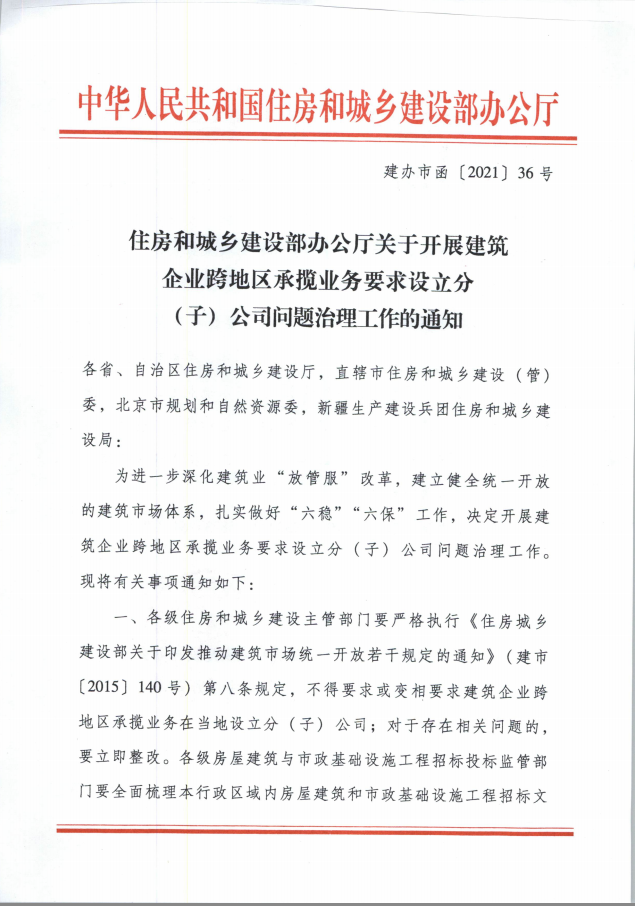 中华人民共和国住房和城乡建设部办公厅
建办市函〔2021〕36号
住房和城乡建设部办公厅关于开展建筑
企业跨地区承揽业务要求设立分
（子）公司问题治理工作的通知
各省、自治区住房和城乡建设厅，直辖市住房和城乡建设（管）
委，北京市规划和自然资源委，新疆生产建设兵团住房和城乡建
设局：
为进一步深化建筑业“放管服”改革，建立健全统一开放
的建筑市场体系，扎实做好“六稳”“六保”工作，决定开展建
筑企业跨地区承揽业务要求设立分（子）公司问题治理工作。
现将有关事项通知如下：
一、各级住房和城乡建设主管部门要严格执行《住房城乡
建设部关于印发推动建筑市场统一开放若干规定的通知》（建市
〔2015〕140号）第八条规定，不得要求或变相要求建筑企业跨
地区承揽业务在当地设立分（子）公司；对于存在相关问题的，
要立即整改。各级房屋建筑与市政基础设施工程招标投标监管部
门要全面梳理本行政区域内房屋建筑和市政基础设施工程招标文